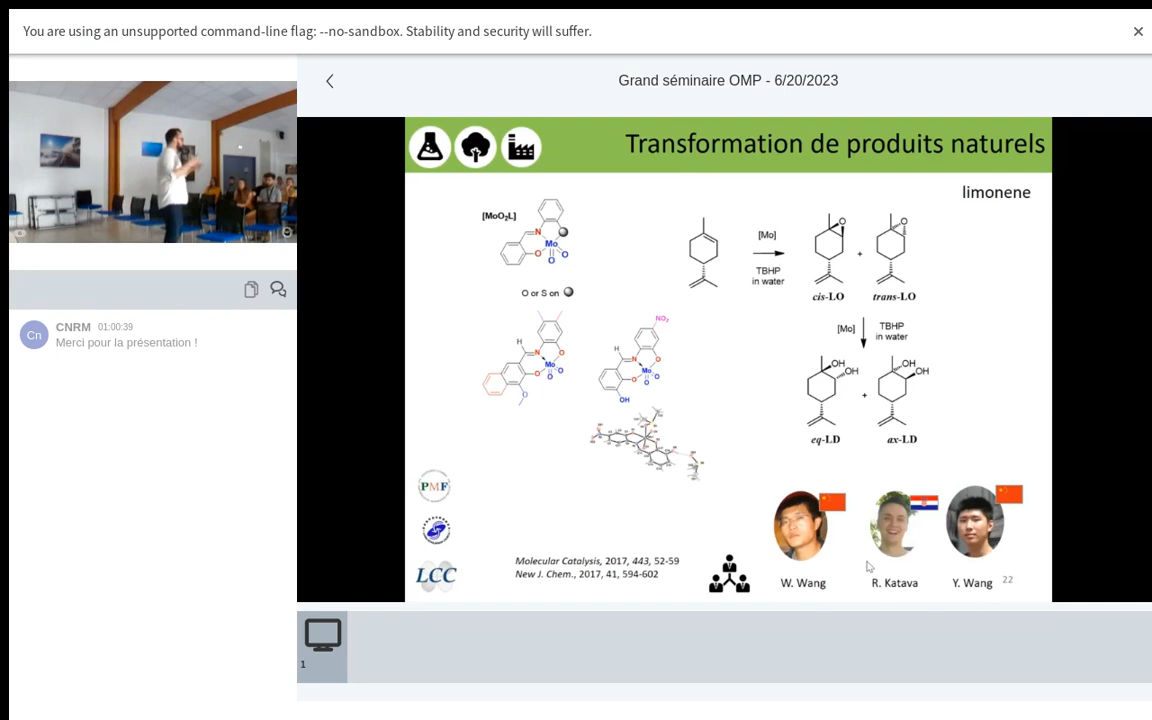 You are using an unsupported command-line flag: --no-sandbox. Stability and security will suffer.
Grand séminaire OMP - 6/20/2023
Transformation de produits naturels
limonene
[MoO2L]
N
Mo
O
O
O
O or S on
[Mo]
TBHP
in water
O
O
+
cis-LO
trans-LO
[Mo]
TBHP
in water
H
N
O
Mo
O
O
O
O
NO2
H
N
O
Mo
O
O
O
OH
OH
OH
+
OH
OH
eq-LD
ax-LD
PMF
LCC
Molecular Catalysis, 2017, 443, 52-59
New J. Chem., 2017, 41, 594-602
W. Wang
R. Katava
Y. Wang
22
Cn
CNRM 01:00:39
Merci pour la présentation !
1